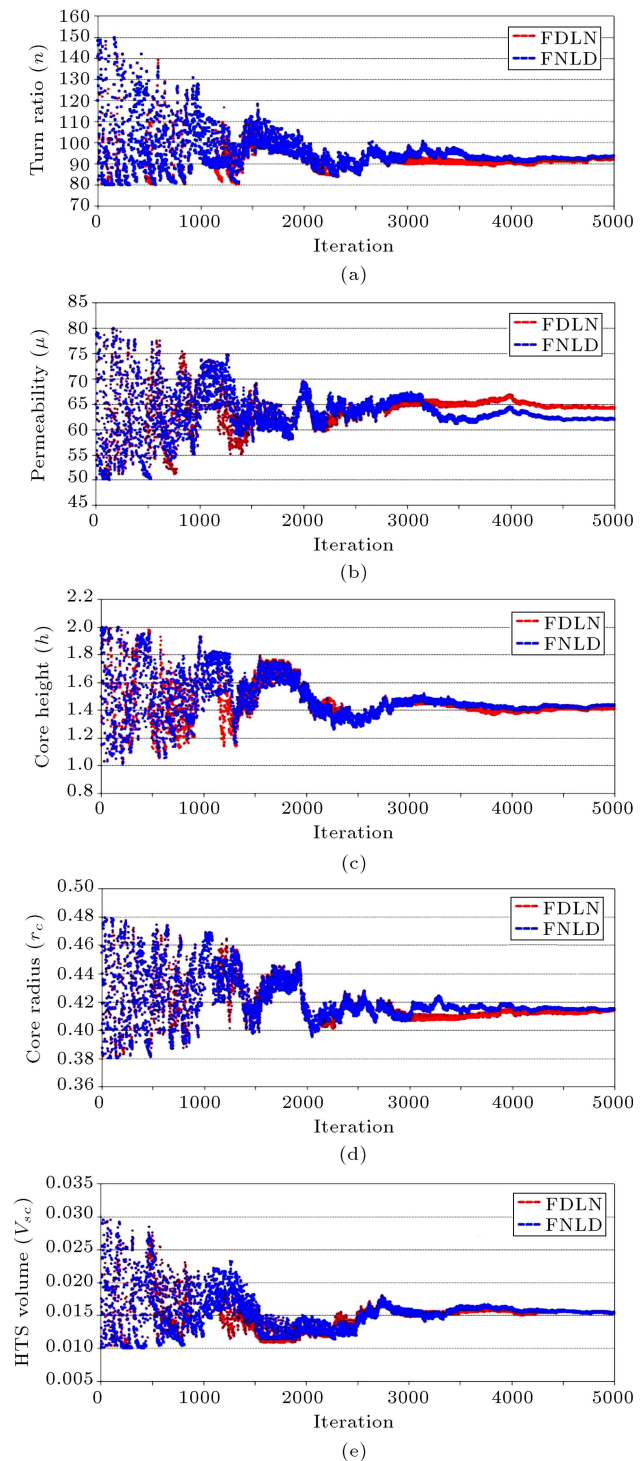 160
150
140
130
120
110
100
90
80
70
Turn ratio (n)
FDLN
FNLD
0 1000 2000 3000 4000 5000
Iteration
(a)
85
80
75
70
65
60
55
50
45
Permeability (μ)
FDLN
FNLD
0 1000 2000 3000 4000 5000
Iteration
(b)
2.2
2.0
1.8
1.6
1.4
1.2
1.0
0.8
Core height (h)
FDLN
FNLD
0 1000 2000 3000 4000 5000
Iteration
(c)
0.50
0.48
0.46
0.44
0.42
0.40
0.38
0.36
Core radius (r_c)
FDLN
FNLD
0 1000 2000 3000 4000 5000
Iteration
(d)
0.035
0.030
0.025
0.020
0.015
0.010
0.005
HTS volume (V_sc)
FDLN
FNLD
0 1000 2000 3000 4000 5000
Iteration
(e)